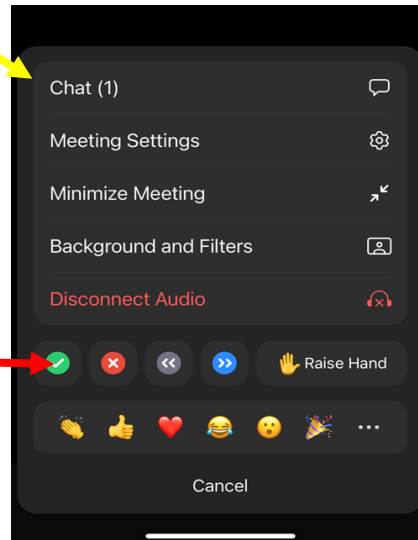 Chat (1)
Meeting Settings
Minimize Meeting
Background and Filters
Disconnect Audio
Raise Hand
Cancel